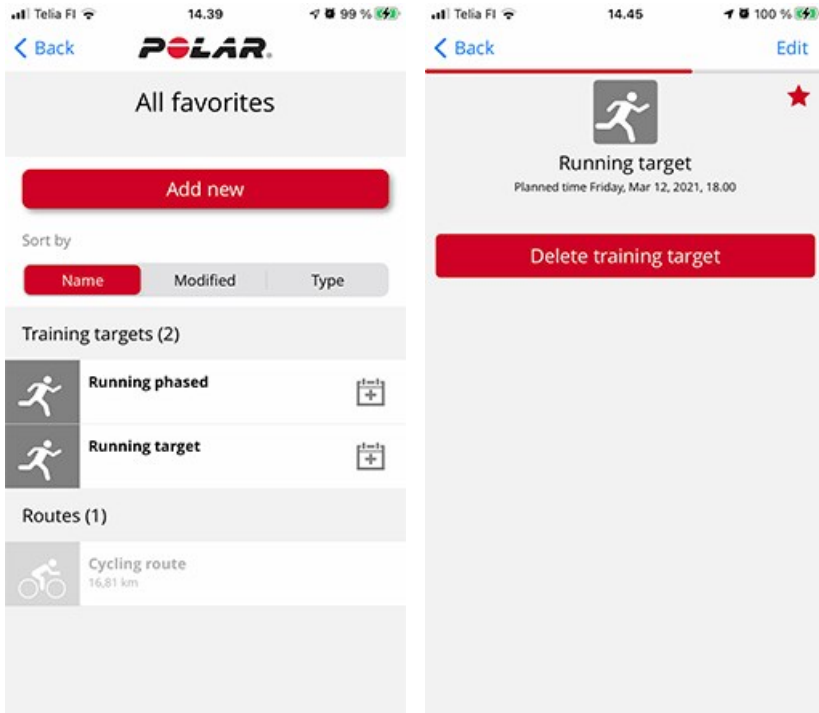 Telia FI 14.39 99 %
Back POLAR.
All favorites
Add new
Sort by
Name Modified Type
Training targets (2)
Running phased
Running target
Routes (1)
Cycling route
16,81 km
Telia FI 14.45 100 %
Back Edit
Running target
Planned time Friday, Mar 12, 2021, 18.00
Delete training target